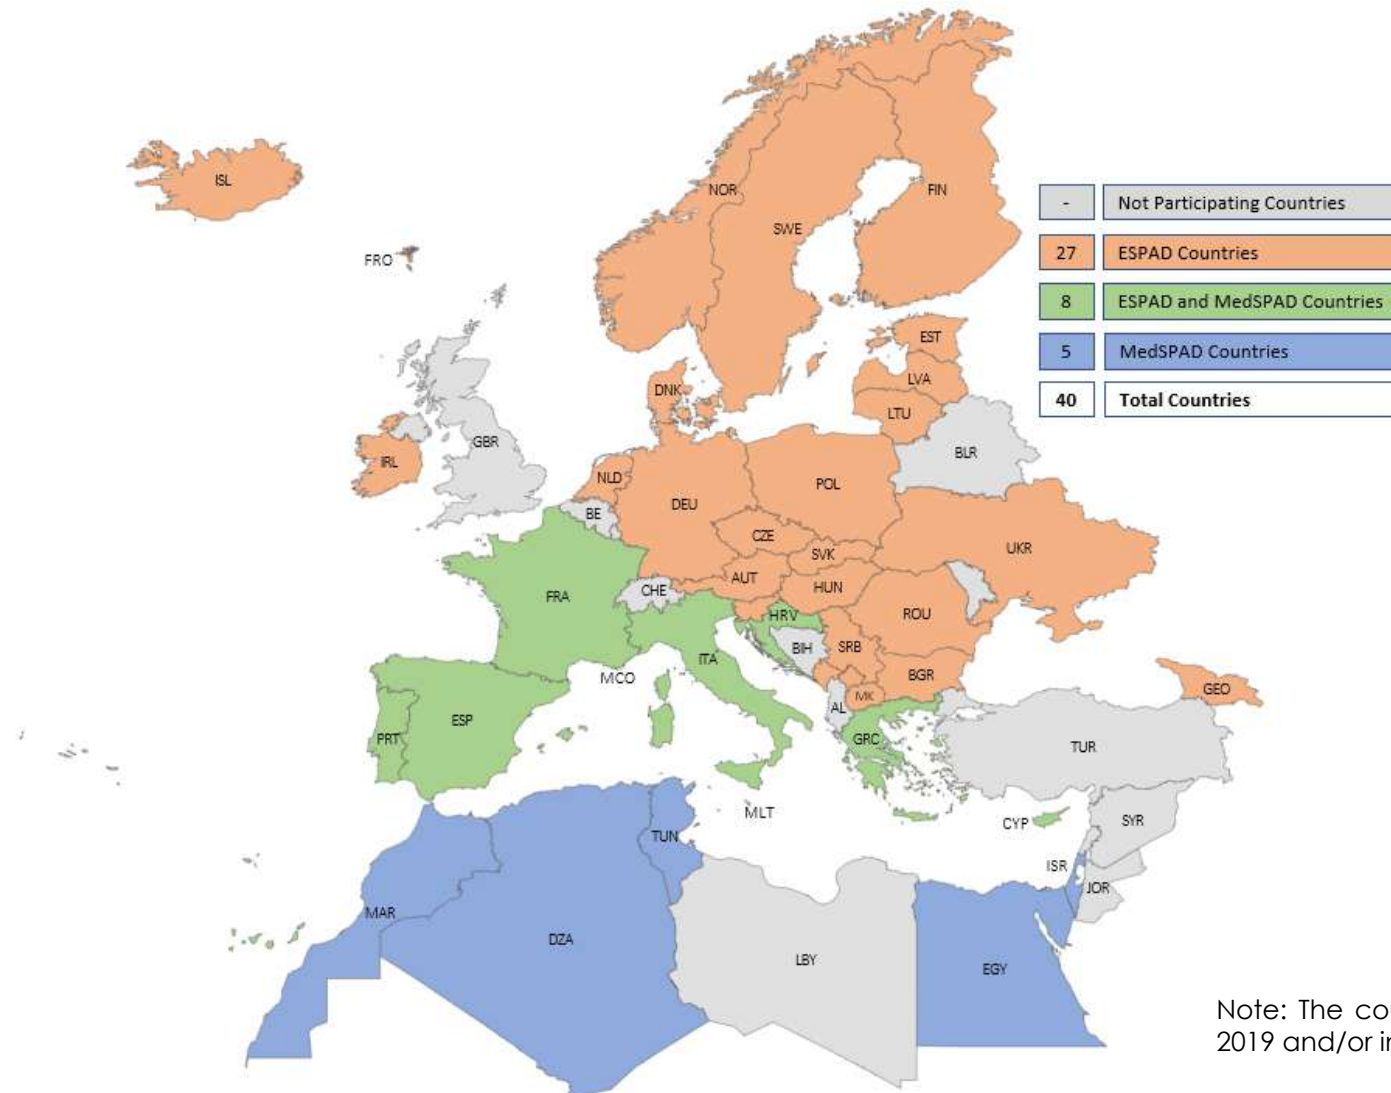 ISL
NOR
FIN
SWE
FRO
- Not Participating Countries
27 ESPAD Countries
8 ESPAD and MedSPAD Countries
5 MedSPAD Countries
40 Total Countries
EST
LVA
LTU
DNK
GBR
IRL
BLR
NLD
BE
DEU
POL
CZE
SVK
UKR
AUT
HUN
CHE
FRA
HRV
ROU
BIH
SRB
ITA
BGR
MCO
GEO
MK
AL
ESP
PRT
GRC
TUR
MLT
CYP
SYR
TUN
ISR
JOR
MAR
DZA
LBY
EGY
Note: The co
2019 and/or